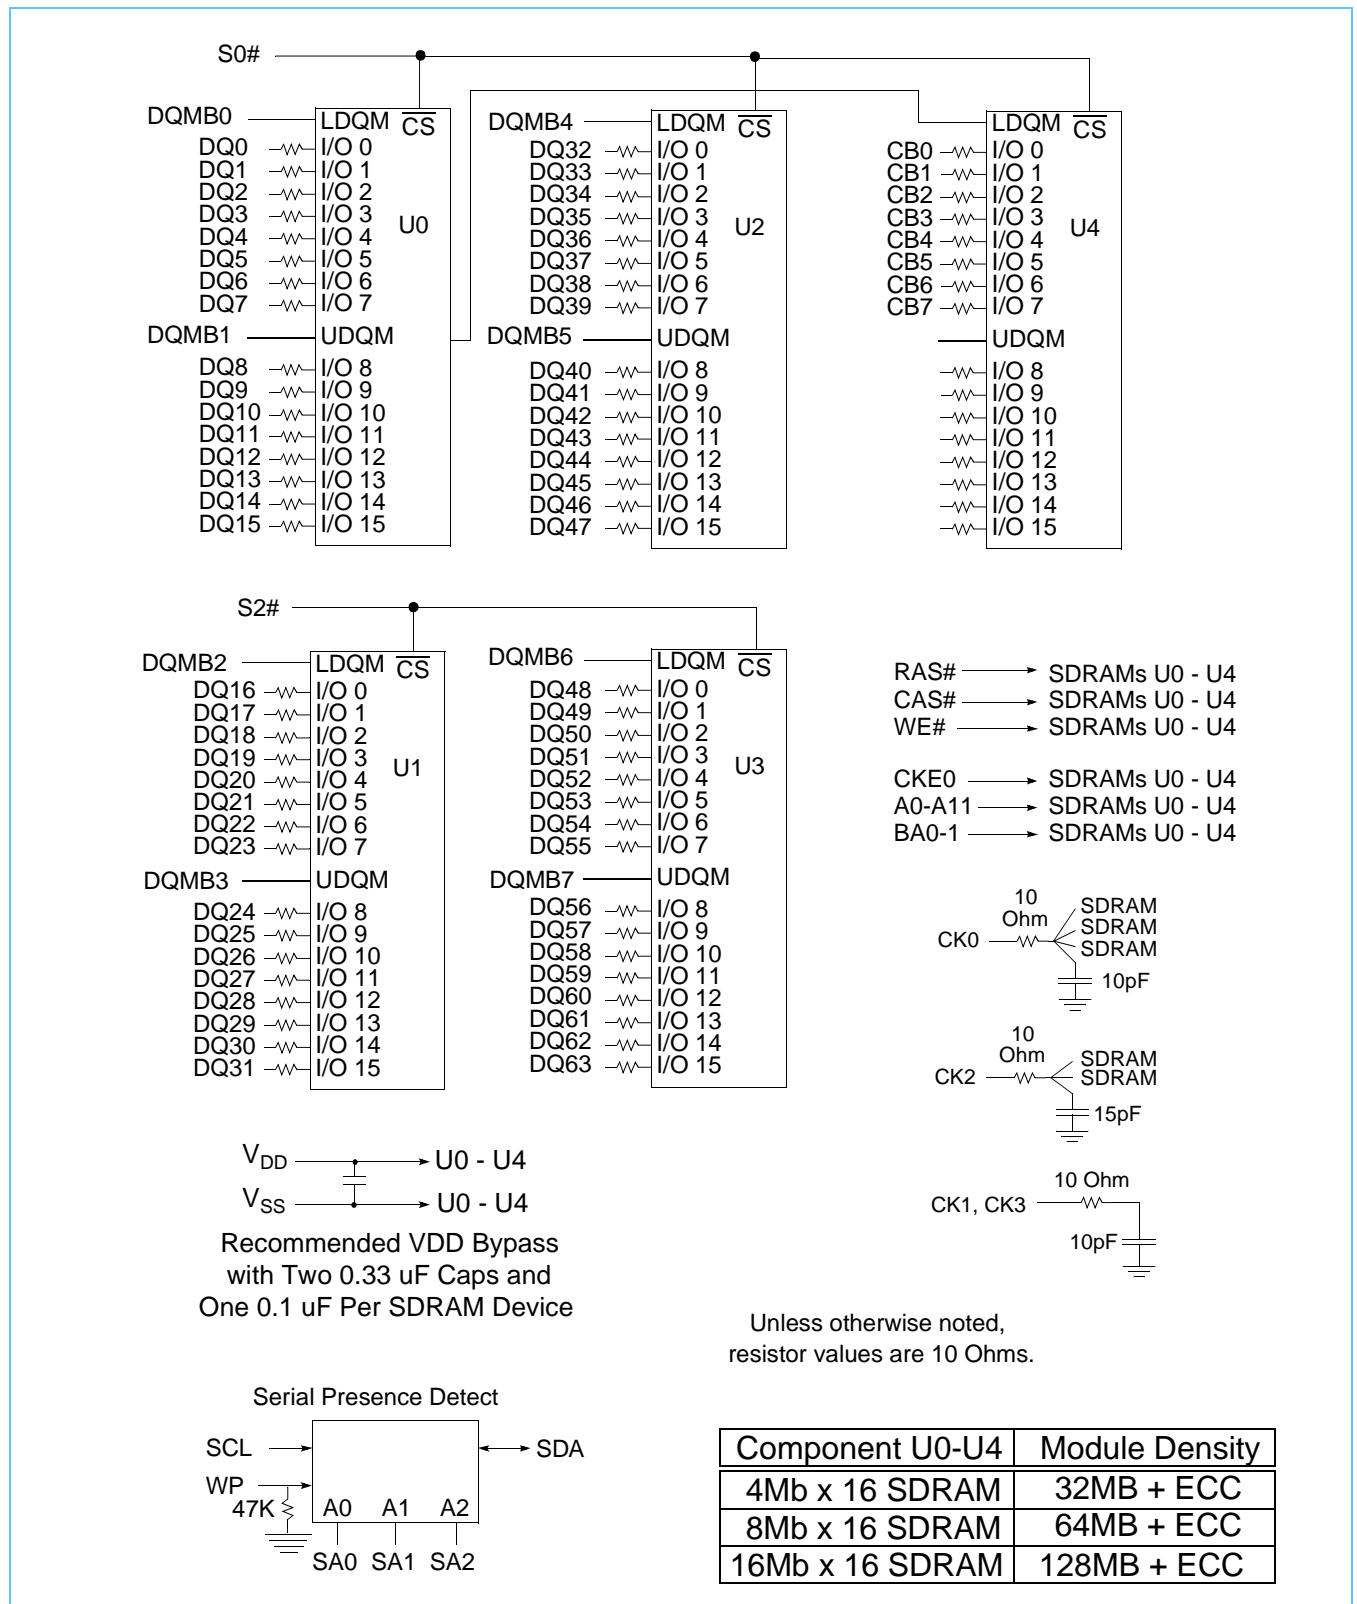 S0#
DQMB0
LDQM CS
DQ0 I/O 0
DQ1 I/O 1
DQ2 I/O 2
DQ3 I/O 3
U0
DQ4 I/O 4
DQ5 I/O 5
DQ6 I/O 6
DQ7 I/O 7
DQMB1 UDQM
DQ8 I/O 8
DQ9 I/O 9
DQ10 I/O 10
DQ11 I/O 11
DQ12 I/O 12
DQ13 I/O 13
DQ14 I/O 14
DQ15 I/O 15
DQMB4 LDQM CS
DQ32 I/O 0
DQ33 I/O 1
DQ34 I/O 2
DQ35 I/O 3
U2
DQ36 I/O 4
DQ37 I/O 5
DQ38 I/O 6
DQ39 I/O 7
DQMB5 UDQM
DQ40 I/O 8
DQ41 I/O 9
DQ42 I/O 10
DQ43 I/O 11
DQ44 I/O 12
DQ45 I/O 13
DQ46 I/O 14
DQ47 I/O 15
LDQM CS
CB0 I/O 0
CB1 I/O 1
CB2 I/O 2
CB3 I/O 3
U4
CB4 I/O 4
CB5 I/O 5
CB6 I/O 6
CB7 I/O 7
UDQM
I/O 8
I/O 9
I/O 10
I/O 11
I/O 12
I/O 13
I/O 14
I/O 15
S2#
DQMB2 LDQM CS
DQ16 I/O 0
DQ17 I/O 1
DQ18 I/O 2
DQ19 I/O 3
U1
DQ20 I/O 4
DQ21 I/O 5
DQ22 I/O 6
DQ23 I/O 7
DQMB3 UDQM
DQ24 I/O 8
DQ25 I/O 9
DQ26 I/O 10
DQ27 I/O 11
DQ28 I/O 12
DQ29 I/O 13
DQ30 I/O 14
DQ31 I/O 15
DQMB6 LDQM CS
DQ48 I/O 0
DQ49 I/O 1
DQ50 I/O 2
DQ51 I/O 3
U3
DQ52 I/O 4
DQ53 I/O 5
DQ54 I/O 6
DQ55 I/O 7
DQMB7 UDQM
DQ56 I/O 8
DQ57 I/O 9
DQ58 I/O 10
DQ59 I/O 11
DQ60 I/O 12
DQ61 I/O 13
DQ62 I/O 14
DQ63 I/O 15
RAS# SDRAMs U0 - U4
CAS# SDRAMs U0 - U4
WE# SDRAMs U0 - U4
CKE0 SDRAMs U0 - U4
A0-A11 SDRAMs U0 - U4
BA0-1 SDRAMs U0 - U4
10
Ohm
SDRAM
SDRAM
CK0
SDRAM
10pF
10
Ohm
SDRAM
CK2
SDRAM
15pF
10 Ohm
CK1, CK3
10pF
VDD U0 - U4
VSS U0 - U4
Recommended VDD Bypass
with Two 0.33 uF Caps and
One 0.1 uF Per SDRAM Device
Unless otherwise noted,
resistor values are 10 Ohms.
Serial Presence Detect
SCL SDA
WP
47K A0 A1 A2
SA0 SA1 SA2
Component U0-U4 Module Density
4Mb x 16 SDRAM 32MB + ECC
8Mb x 16 SDRAM 64MB + ECC
16Mb x 16 SDRAM 128MB + ECC